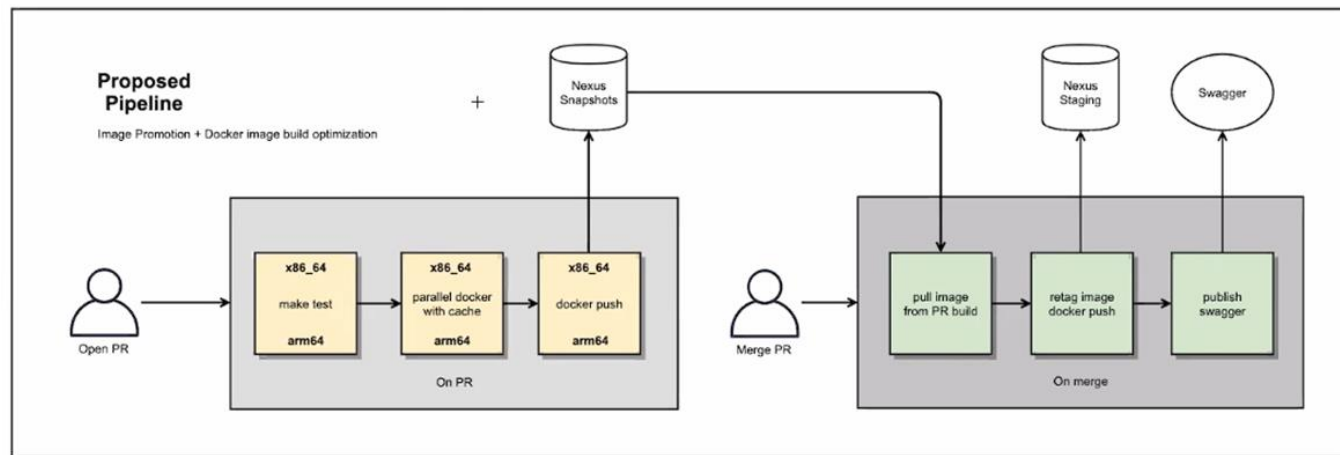 Proposed
Pipeline
Image Promotion + Docker image build optimization
+
Nexus
Snapshots
Nexus
Staging
Swagger
Open PR
x86_64
make test
arm64
x86_64
parallel docker
with cache
arm64
x86_64
docker push
arm64
On PR
Merge PR
pull image
from PR build
retag image
docker push
publish
swagger
On merge